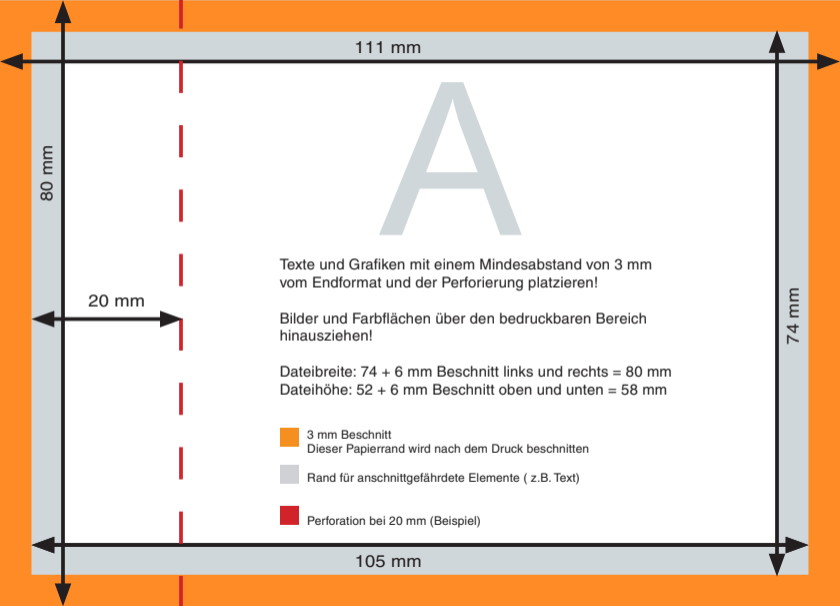 111 mm
A
80 mm
Texte und Grafiken mit einem Mindesabstand von 3 mm
vom Endformat und der Perforierung platzieren!
20 mm
74 mm
Bilder und Farbflächen über den bedruckbaren Bereich
hinausziehen!
Dateibreite: 74 + 6 mm Beschnitt links und rechts = 80 mm
Dateihöhe: 52 + 6 mm Beschnitt oben und unten = 58 mm
3 mm Beschnitt
Dieser Papierrand wird nach dem Druck beschnitten
Rand für anschnittgefährdete Elemente ( z.B. Text)
Perforation bei 20 mm (Beispiel)
105 mm